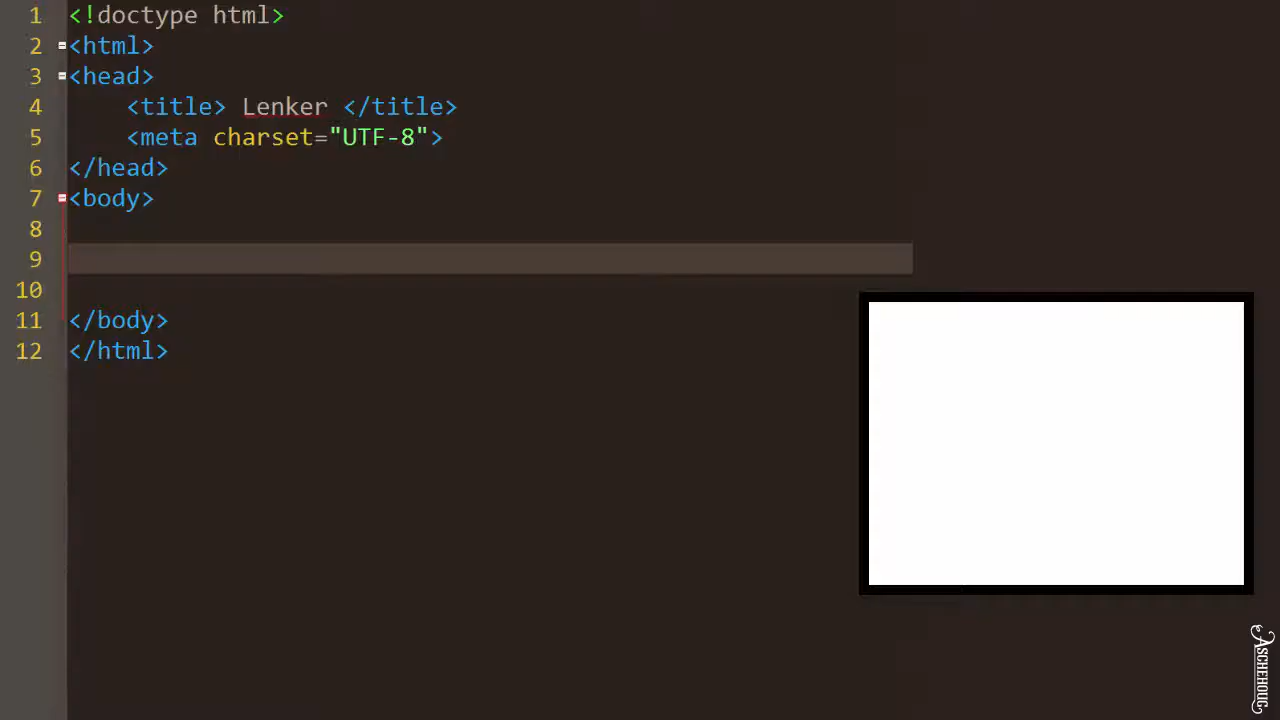 1 <!doctype html>
2 <html>
3 <head>
4 <title> Lenker </title>
5 <meta charset="UTF-8">
6 </head>
7 <body>
8
9
10
11 </body>
12 </html>
ASCHEHOUG